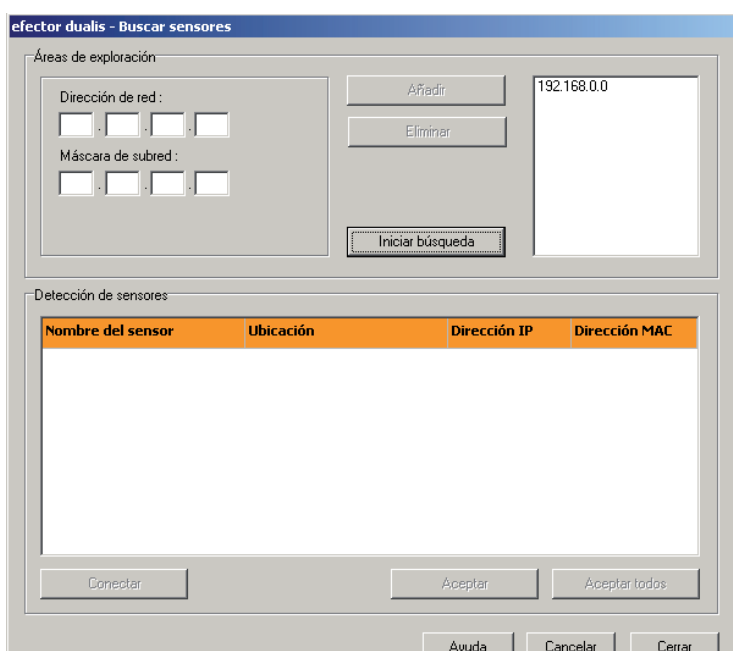 efector dualis - Buscar sensores
Áreas de exploración
Dirección de red :
. . .
Máscara de subred :
. . .
Añadir
Eliminar
Iniciar búsqueda
192.168.0.0
Detección de sensores
Nombre del sensor Ubicación Dirección IP Dirección MAC
Conectar Aceptar Aceptar todos
Ayuda Cancelar Cerrar